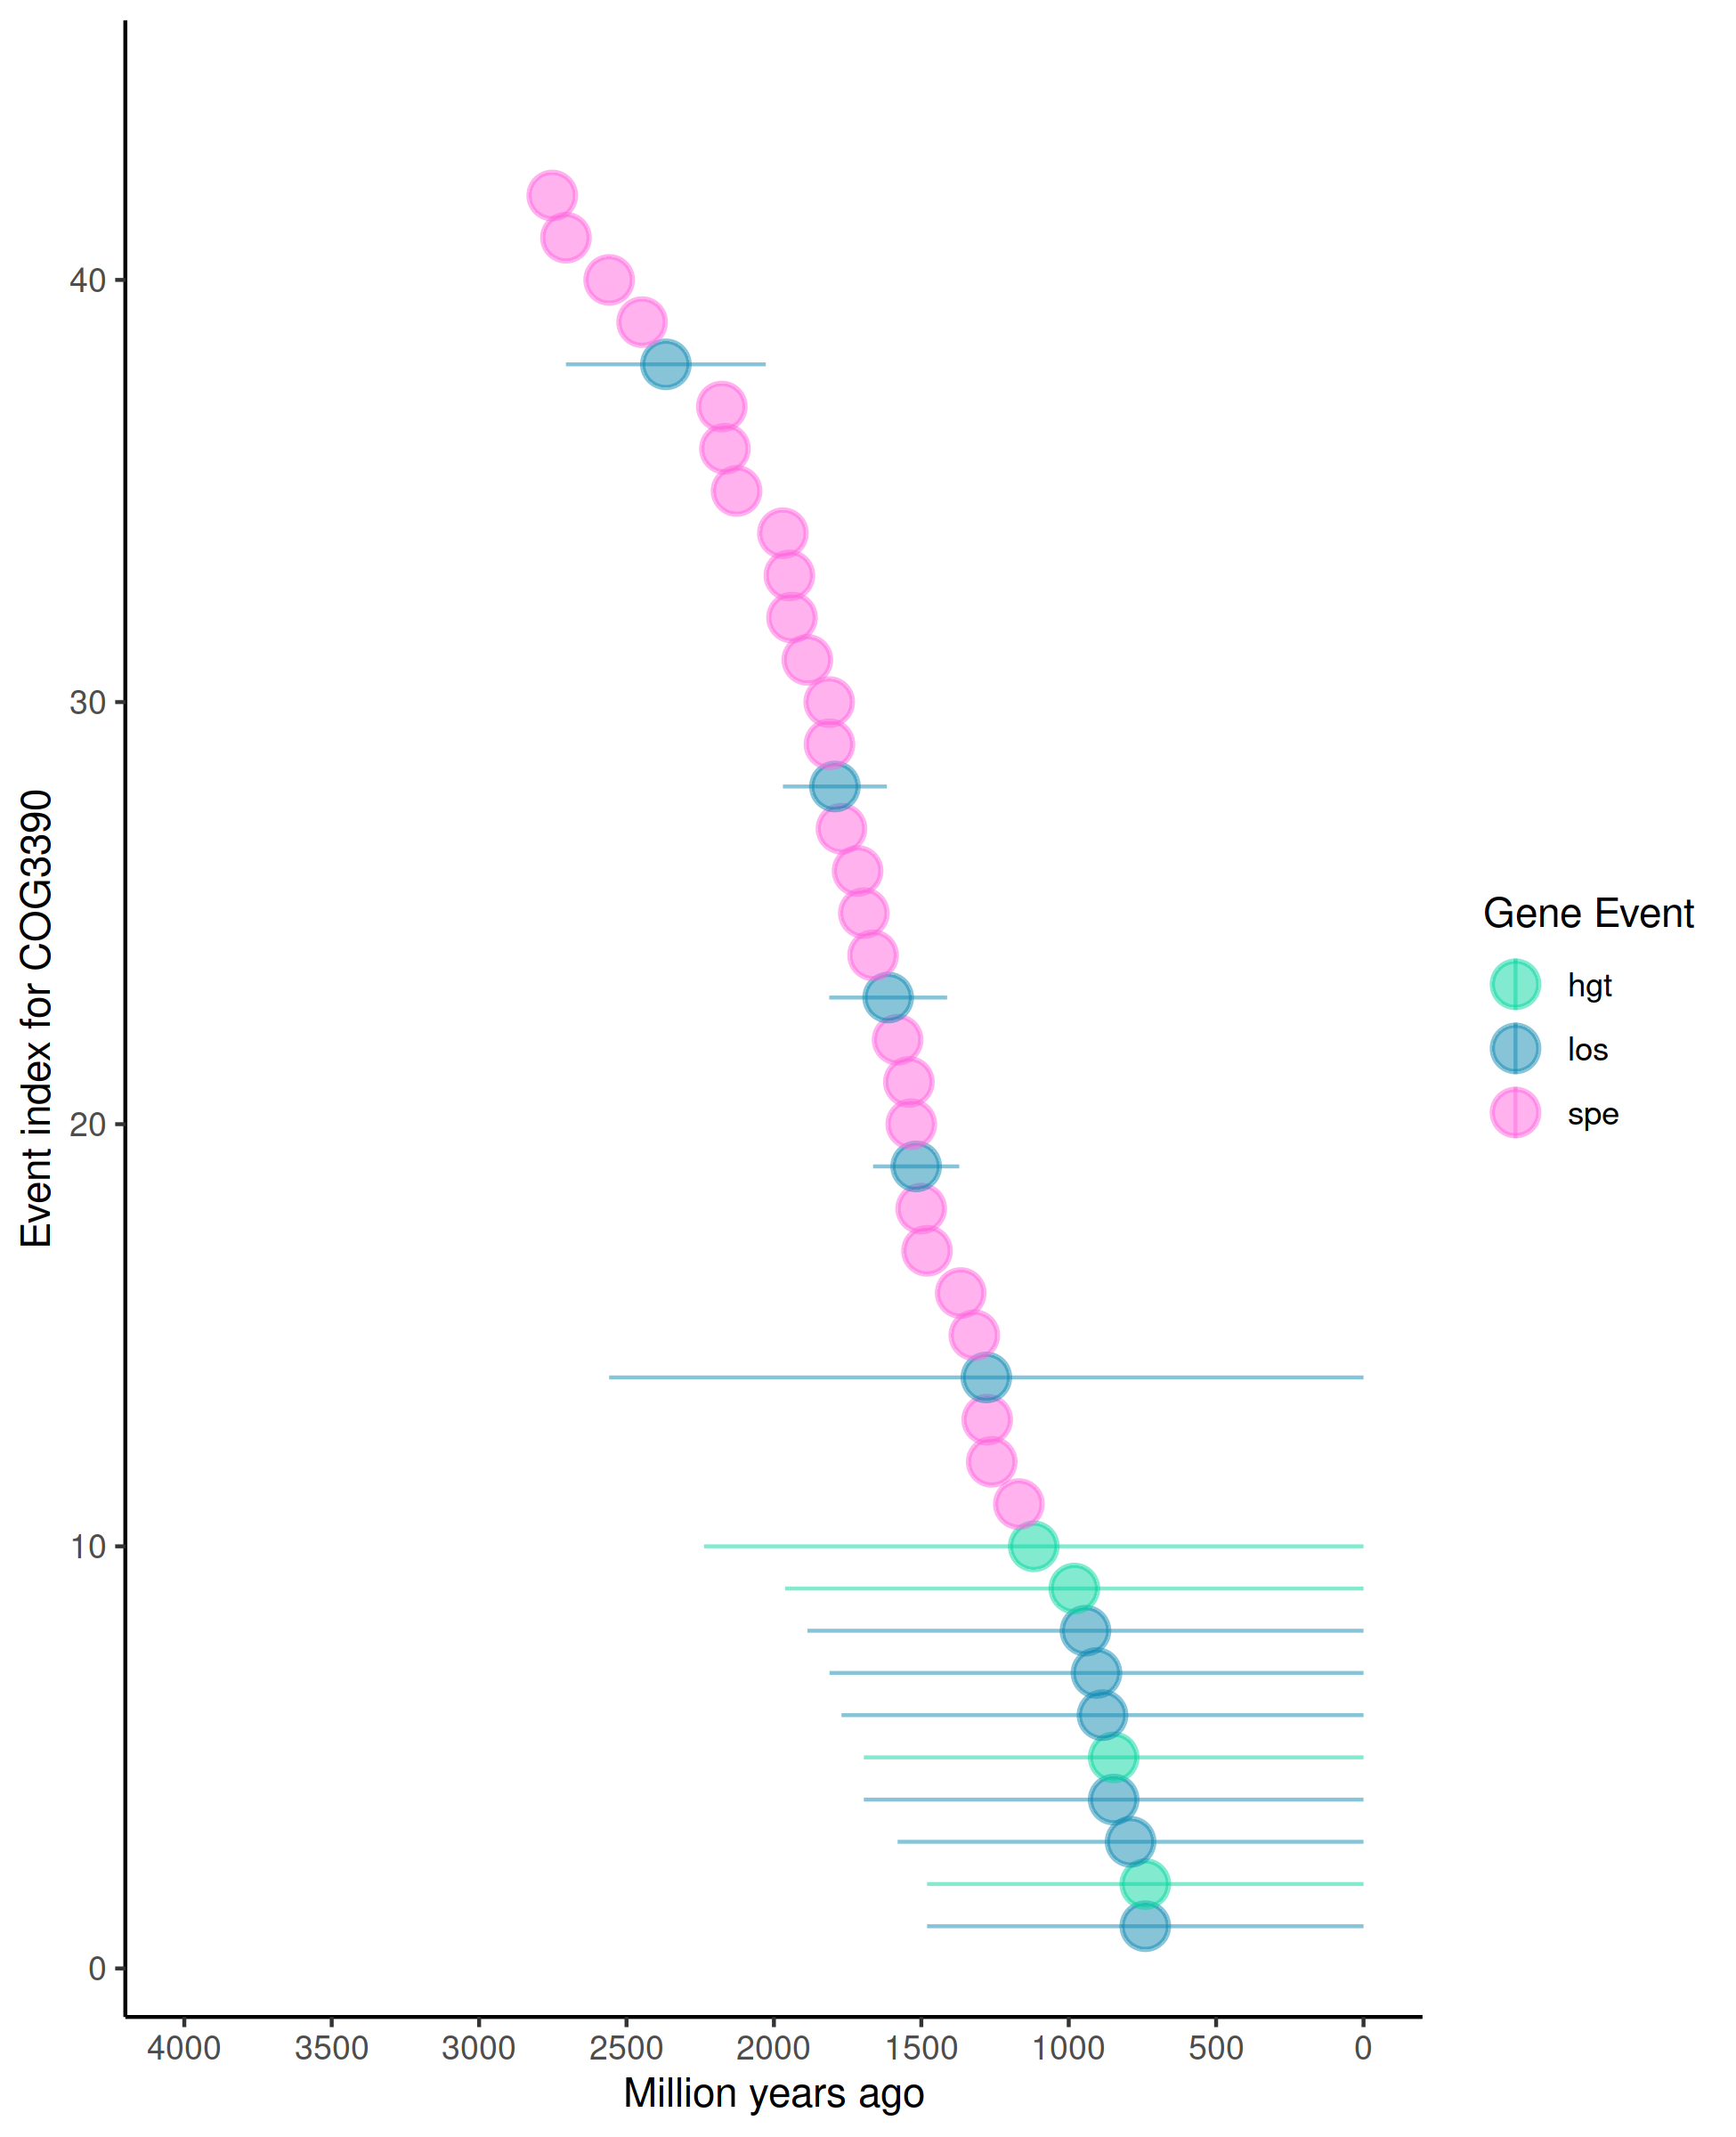 Event index for COG3390
40
30
20
10
0
4000 3500 3000 2500 2000 1500 1000 500 0
Million years ago
Gene Event
hgt
los
spe